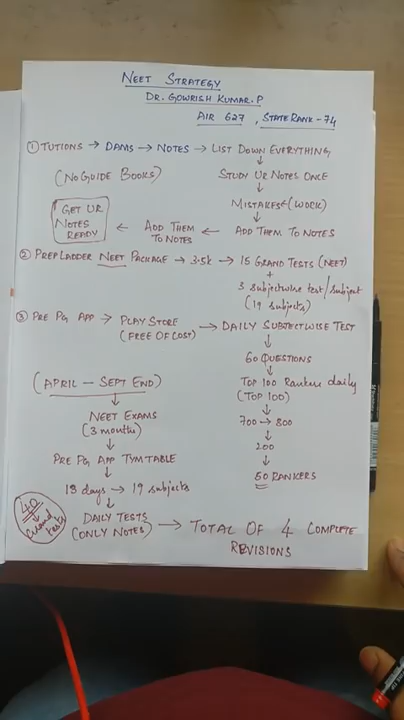 NEET STRATEGY
DR. GOWRISH KUMAR.P
AIR 627 , STATE RANK - 74
① TUTIONS → DAMS → NOTES → LIST DOWN EVERYTHING
↓
(NO GUIDE BOOKS) STUDY UR NOTES ONCE
↓
MISTAKES (WORK)
↓
GET UR NOTES READY ← ADD THEM TO NOTES ← ADD THEM TO NOTES
② PREPLADDER NEET PACKAGE → 3.5k → 15 GRAND TESTS (NEET)
+
3 subjectwise test/subject
(19 subjects)
③ PRE PG APP → PLAY STORE → DAILY SUBTECTWISE TEST
(FREE OF COST)
↓
60 QUESTIONS
↓
TOP 100 Rankers daily
(TOP 100)
↓
700 → 800
↓
200
↓
50 RANKERS
(APRIL - SEPT END)
↓
NEET EXAMS
(3 months)
↓
PRE PG APP TYMTABLE
↓
days → 19 subjects
↓
DAILY TESTS
(ONLY NOTES) → TOTAL OF 4 COMPLETE
REVISIONS
40
↓
Grand tests